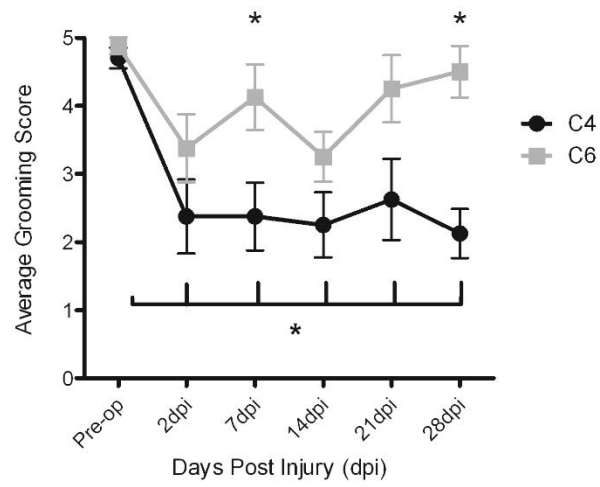 * *
5
4
3
2
1
0
Average Grooming Score
C4
C6
*
Pre-op
2dpi
7dpi
14dpi
21dpi
28dpi
Days Post Injury (dpi)